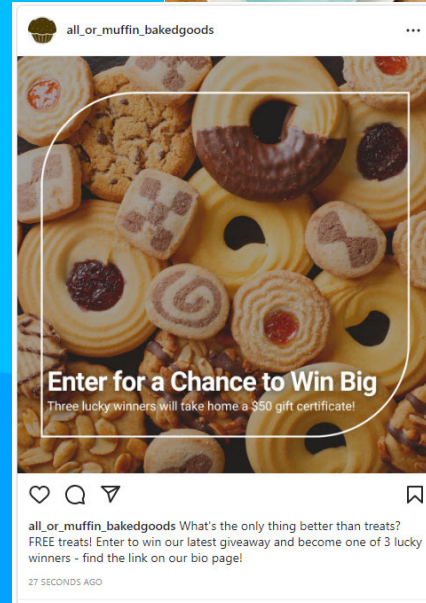 all_or_muffin_bakedgoods
Enter for a Chance to Win Big
Three lucky winners will take home a $50 gift certificate!
all_or_muffin_bakedgoods What's the only thing better than treats?
FREE treats! Enter to win our latest giveaway and become one of 3 lucky
winners - find the link on our bio page!
27 SECONDS AGO